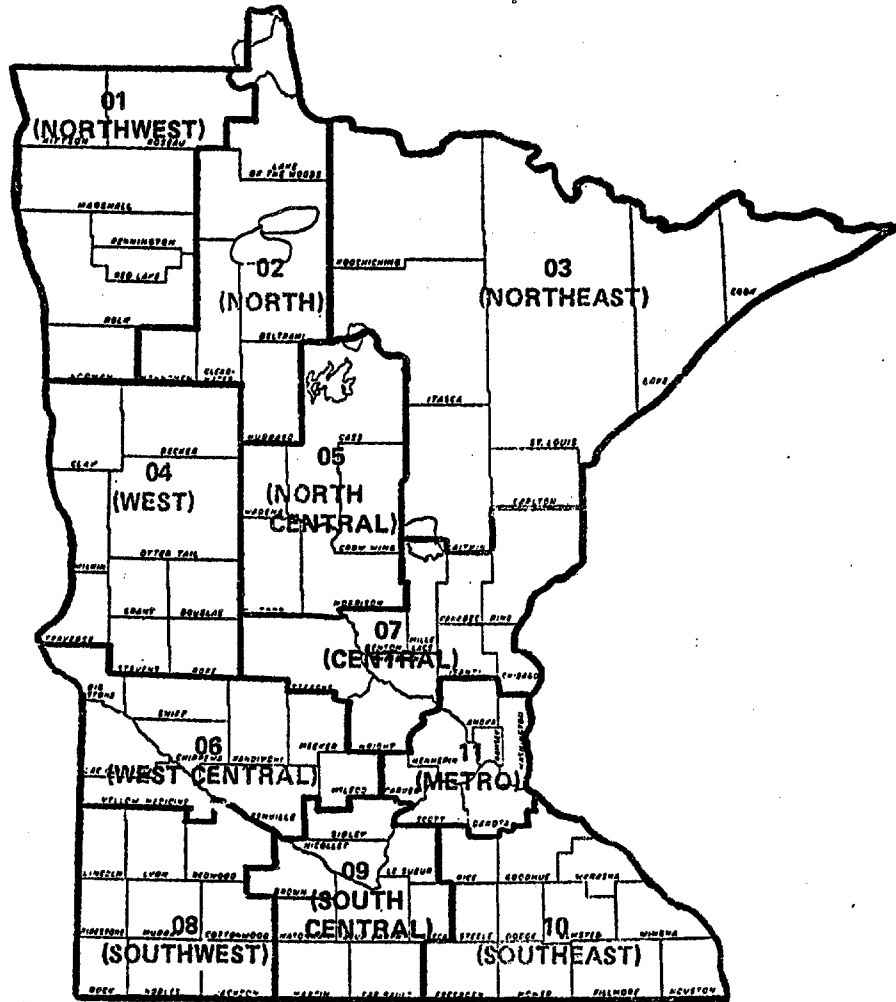 01
(NORTHWEST)
KITTSON ROSEAU
LAKE
OF THE WOODS
MARSHALL
PENNINGTON
RED LAKE
02
(NORTH)
KOOCHICHING
03
(NORTHEAST)
COOK
POLK
BELTRAMI
NORMAN
LAKE
ITASCA
HUBBARD
CASS
ST. LOUIS
BECKER
CLAY
04
(WEST)
05
(NORTH
CENTRAL)
WADENA
CARLTON
CROW WING
AITKIN
OTTER TAIL
WILKIN
GRANT DOUGLAS
TODD
MORRISON
KANABEC PINE
07
(CENTRAL)
BENTON
MILLE
LACS
TRAVERSE
STEVENS POPE
STEARNS
ISANTI CHISAGO
BIG
STONE
SWIFT
ANOKA
RAMSEY
WASHINGTON
06
(WEST CENTRAL)
CHIPPEWA KANDIYOHI
MEEKER
WRIGHT
HENNEPIN
11
(METRO)
LAC
MCLEOD
CARVER
YELLOW MEDICINE
RENVILLE
SCOTT
DAKOTA
SIBLEY
NICOLLET
LINCOLN LYON REDWOOD
LE SUEUR
RICE GOODHUE WABASHA
09
(SOUTH
CENTRAL)
BROWN
PIPESTONE MURRAY COTTONWOOD
08
(SOUTHWEST)
STEELE DODGE WINONA
10
(SOUTHEAST)
ROCK NOBLES JACKSON MARTIN FARIBAULT FREEBORN MOWER FILLMORE HOUSTON